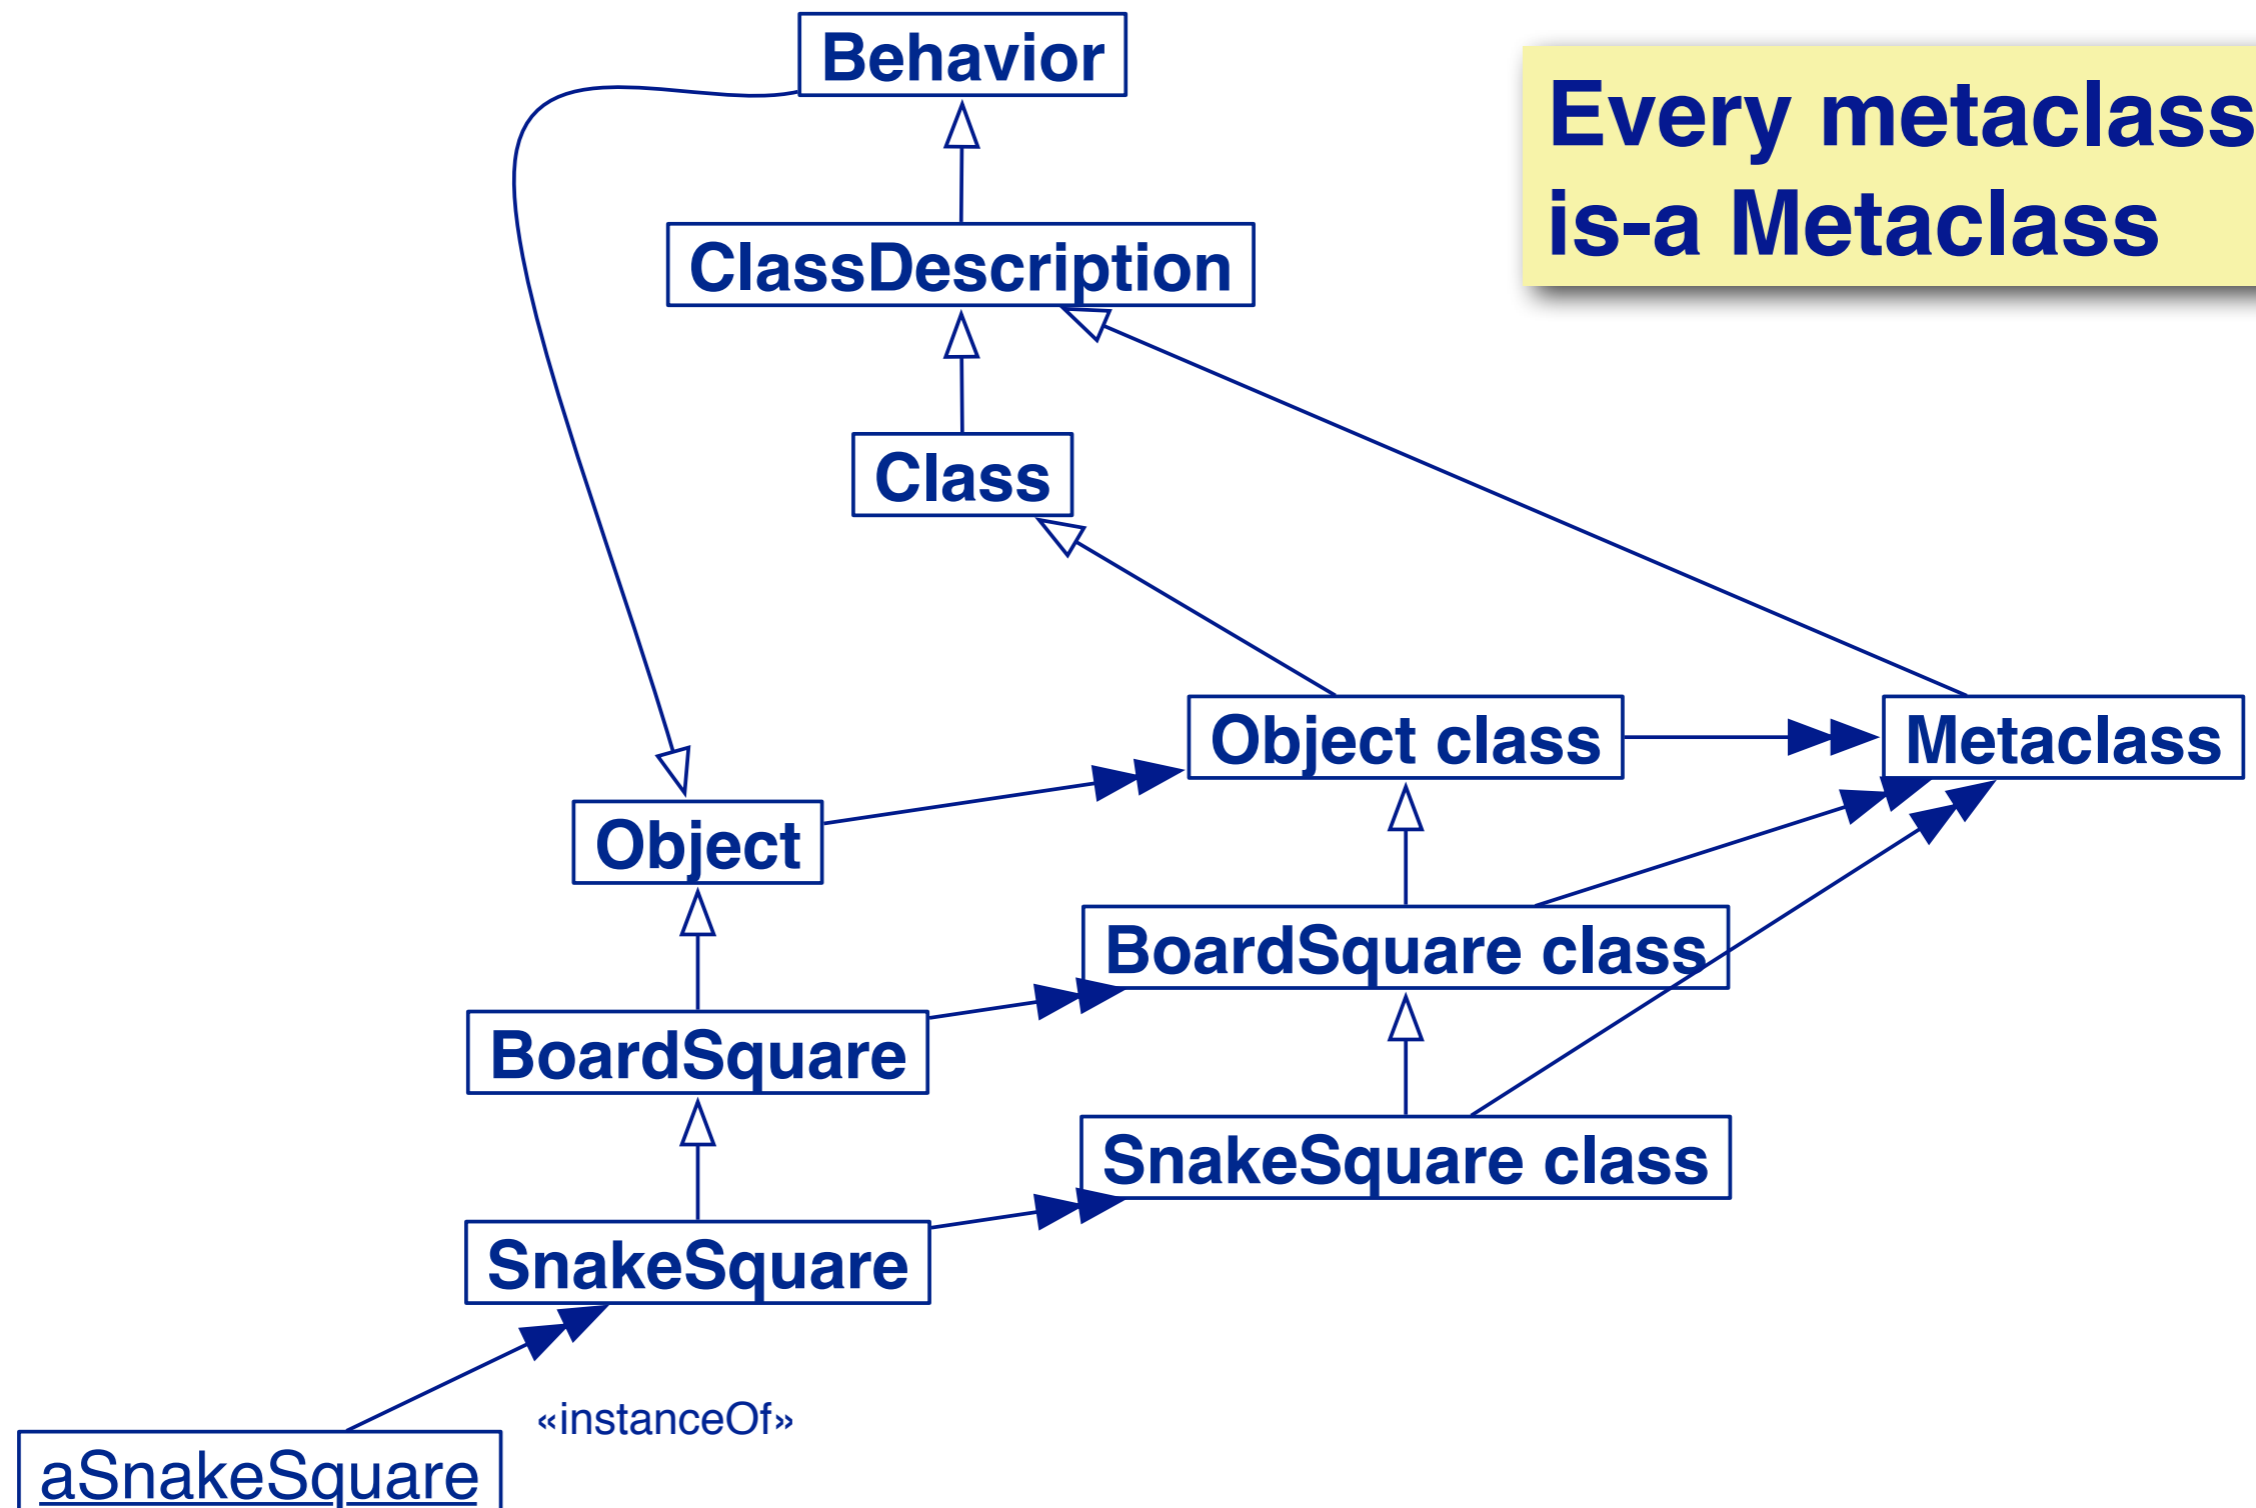 Behavior
Every metaclass
is-a Metaclass
ClassDescription
Class
Object class
Metaclass
Object
BoardSquare class
BoardSquare
SnakeSquare class
SnakeSquare
«instanceOf»
aSnakeSquare